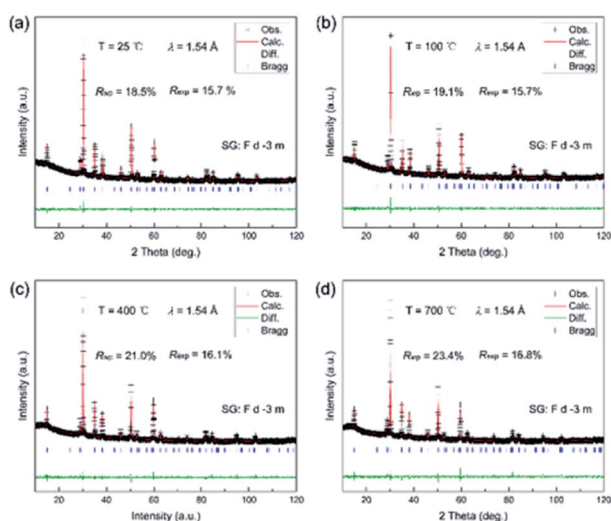 (a)
T = 25 ℃ λ = 1.54 Å
Obs.
Calc.
Diff.
Bragg
Rwp = 18.5% Rexp = 15.7 %
SG: F d -3 m
Intensity (a.u.)
20 40 60 80 100 120
2 Theta (deg.)
(b)
T = 100 ℃ λ = 1.54 Å
Obs.
Calc.
Diff.
Bragg
Rexp = 19.1% Rexp = 15.7%
SG: F d -3 m
Intensity (a.u.)
20 40 60 80 100 120
2 Theta (deg.)
(c)
T = 400 ℃ λ = 1.54 Å
Obs.
Calc.
Diff.
Bragg
Rexp = 21.0% Rexp = 16.1%
SG: F d -3 m
Intensity (a.u.)
20 40 60 80 100 120
Intensity (a.u.)
(d)
T = 700 ℃ λ = 1.54 Å
Obs.
Calc.
Diff.
Bragg
Rexp = 23.4% Rexp = 16.8%
SG: F d -3 m
Intensity (a.u.)
20 40 60 80 100 120
2 Theta (deg.)